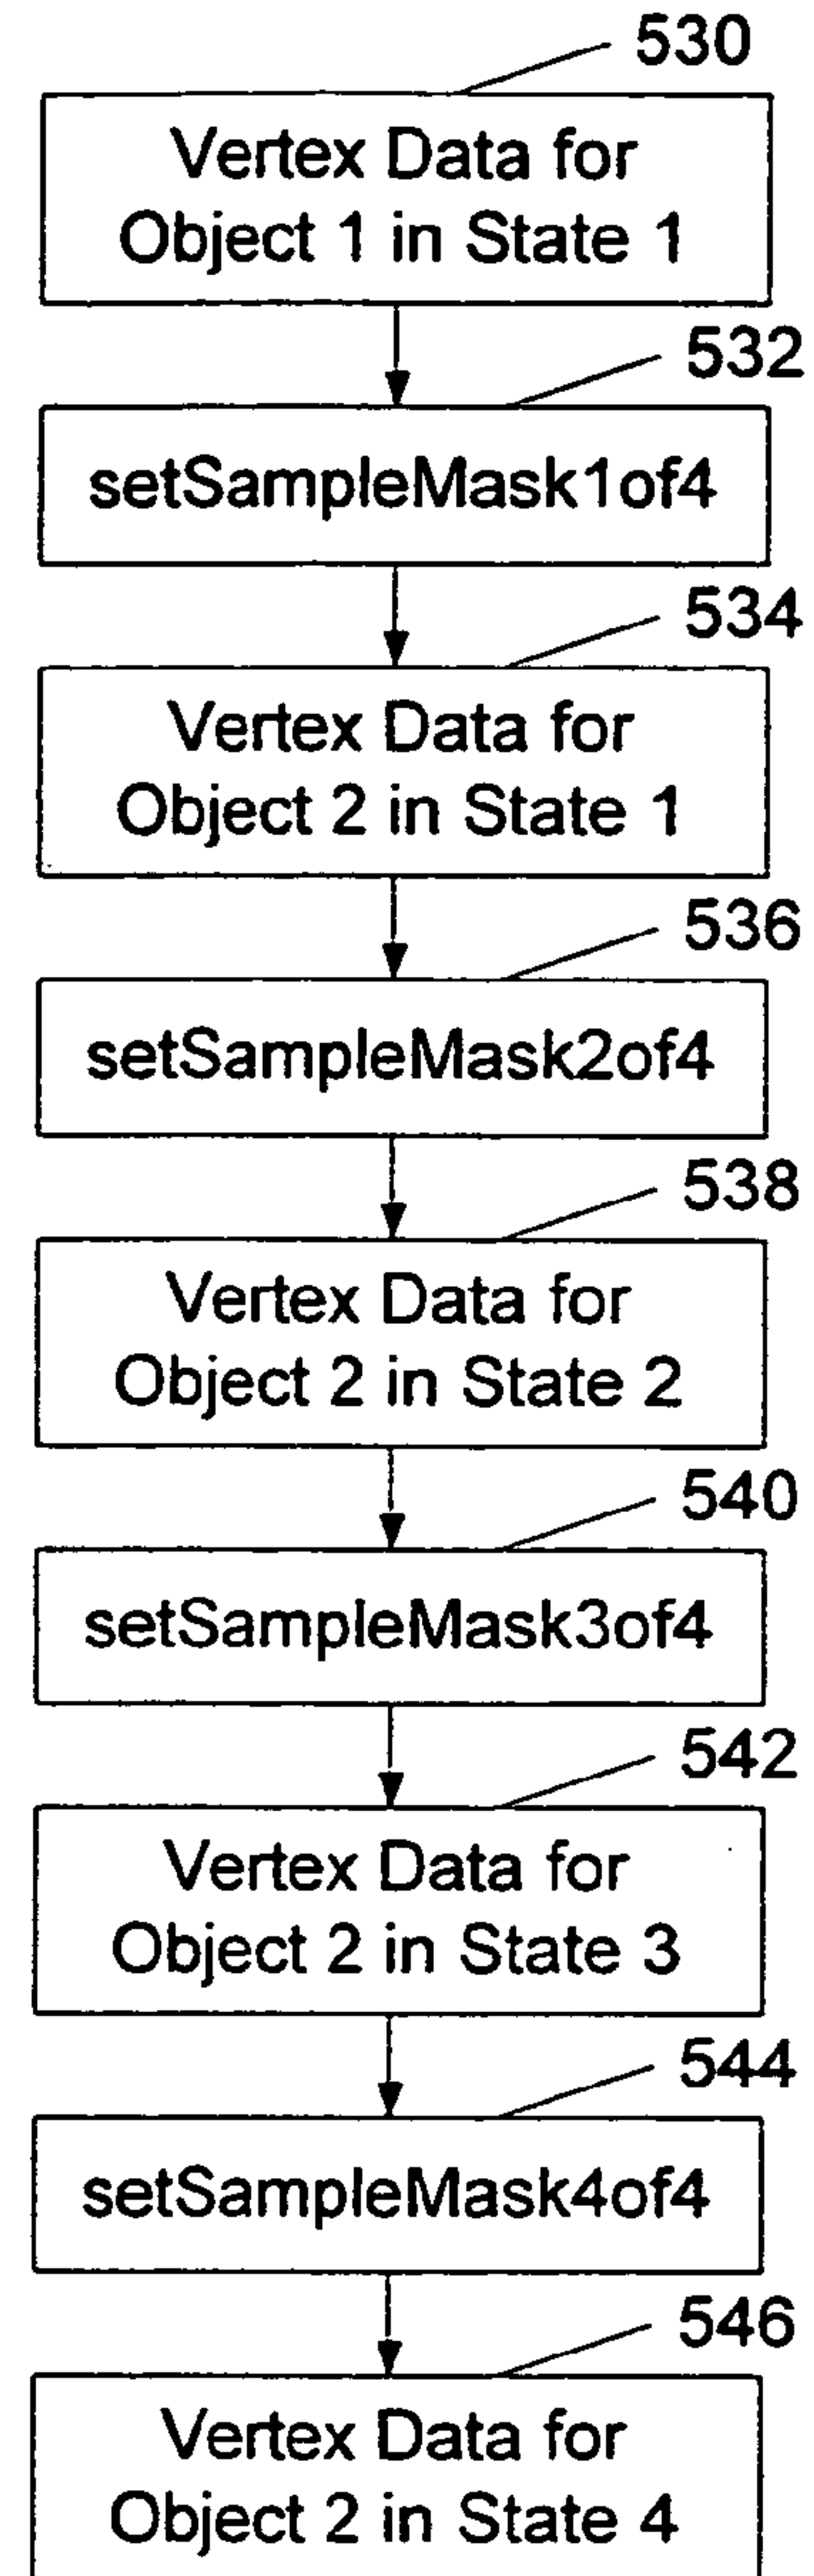 530
Vertex Data for
Object 1 in State 1
532
setSampleMask1of4
534
Vertex Data for
Object 2 in State 1
536
setSampleMask2of4
538
Vertex Data for
Object 2 in State 2
540
setSampleMask3of4
542
Vertex Data for
Object 2 in State 3
544
setSampleMask4of4
546
Vertex Data for
Object 2 in State 4